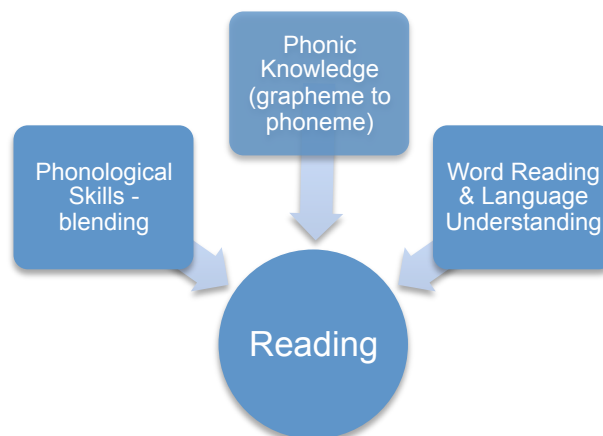 Phonic
Knowledge
(grapheme to
phoneme)
Phonological
Skills -
blending
Word Reading
& Language
Understanding
Reading